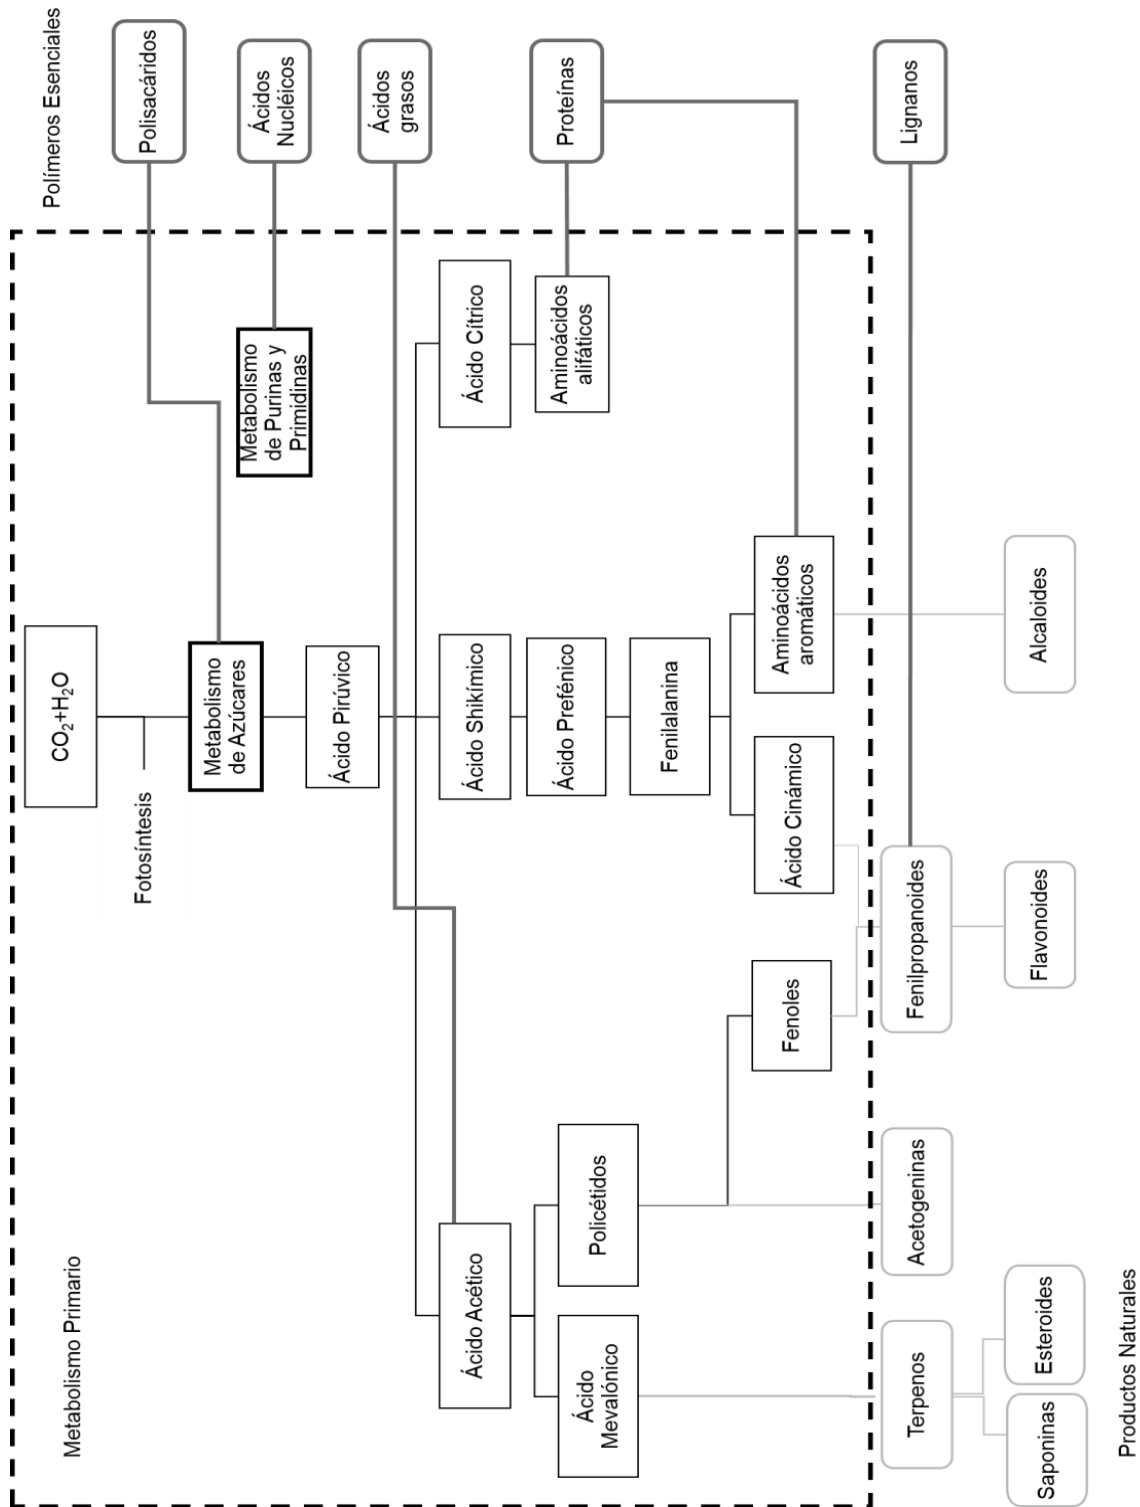 Metabolismo Primario
Polímeros Esenciales
CO₂+H₂O
Fotosíntesis
Metabolismo
de Azúcares
Polisacáridos
Metabolismo
de Purinas y
Primidinas
Ácidos
Nucléicos
Ácido Pirúvico
Ácidos
grasos
Ácido Acético
Ácido Shikímico
Ácido Cítrico
Ácido
Mevalónico
Policétidos
Ácido Prefénico
Aminoácidos
alifáticos
Proteínas
Fenilalanina
Fenoles
Ácido Cinámico
Aminoácidos
aromáticos
Terpenos
Acetogeninas
Fenilpropanoides
Lignanos
Saponinas
Esteroides
Flavonoides
Alcaloides
Productos Naturales